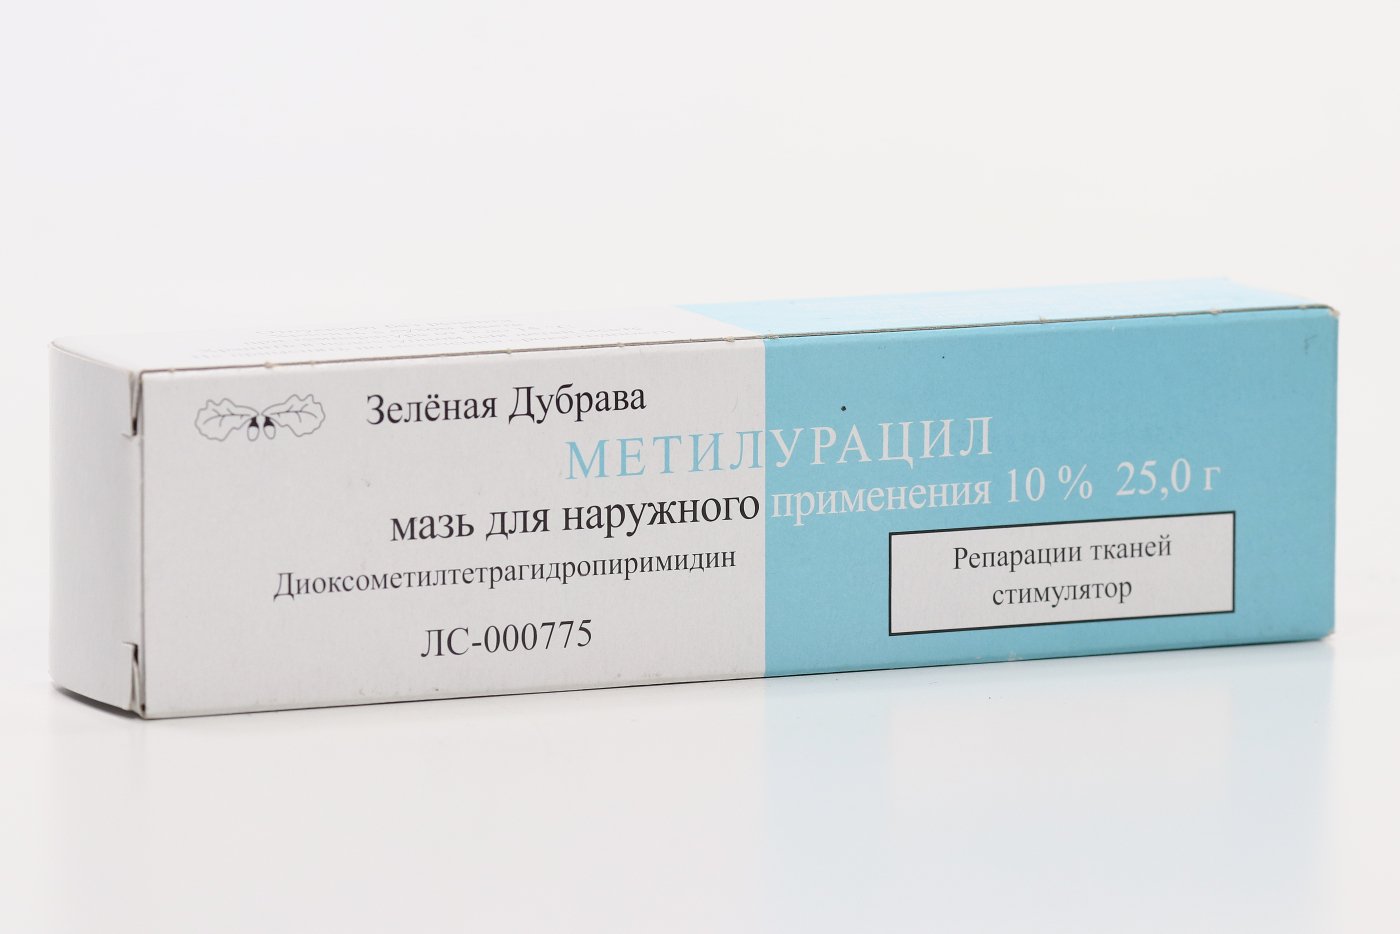 Зелёная Дубрава
МЕТИЛУРАЦИЛ
мазь для наружного применения 10 % 25,0 г
Диоксометилтетрагидропиримидин
Репарации тканей
стимулятор
ЛС-000775